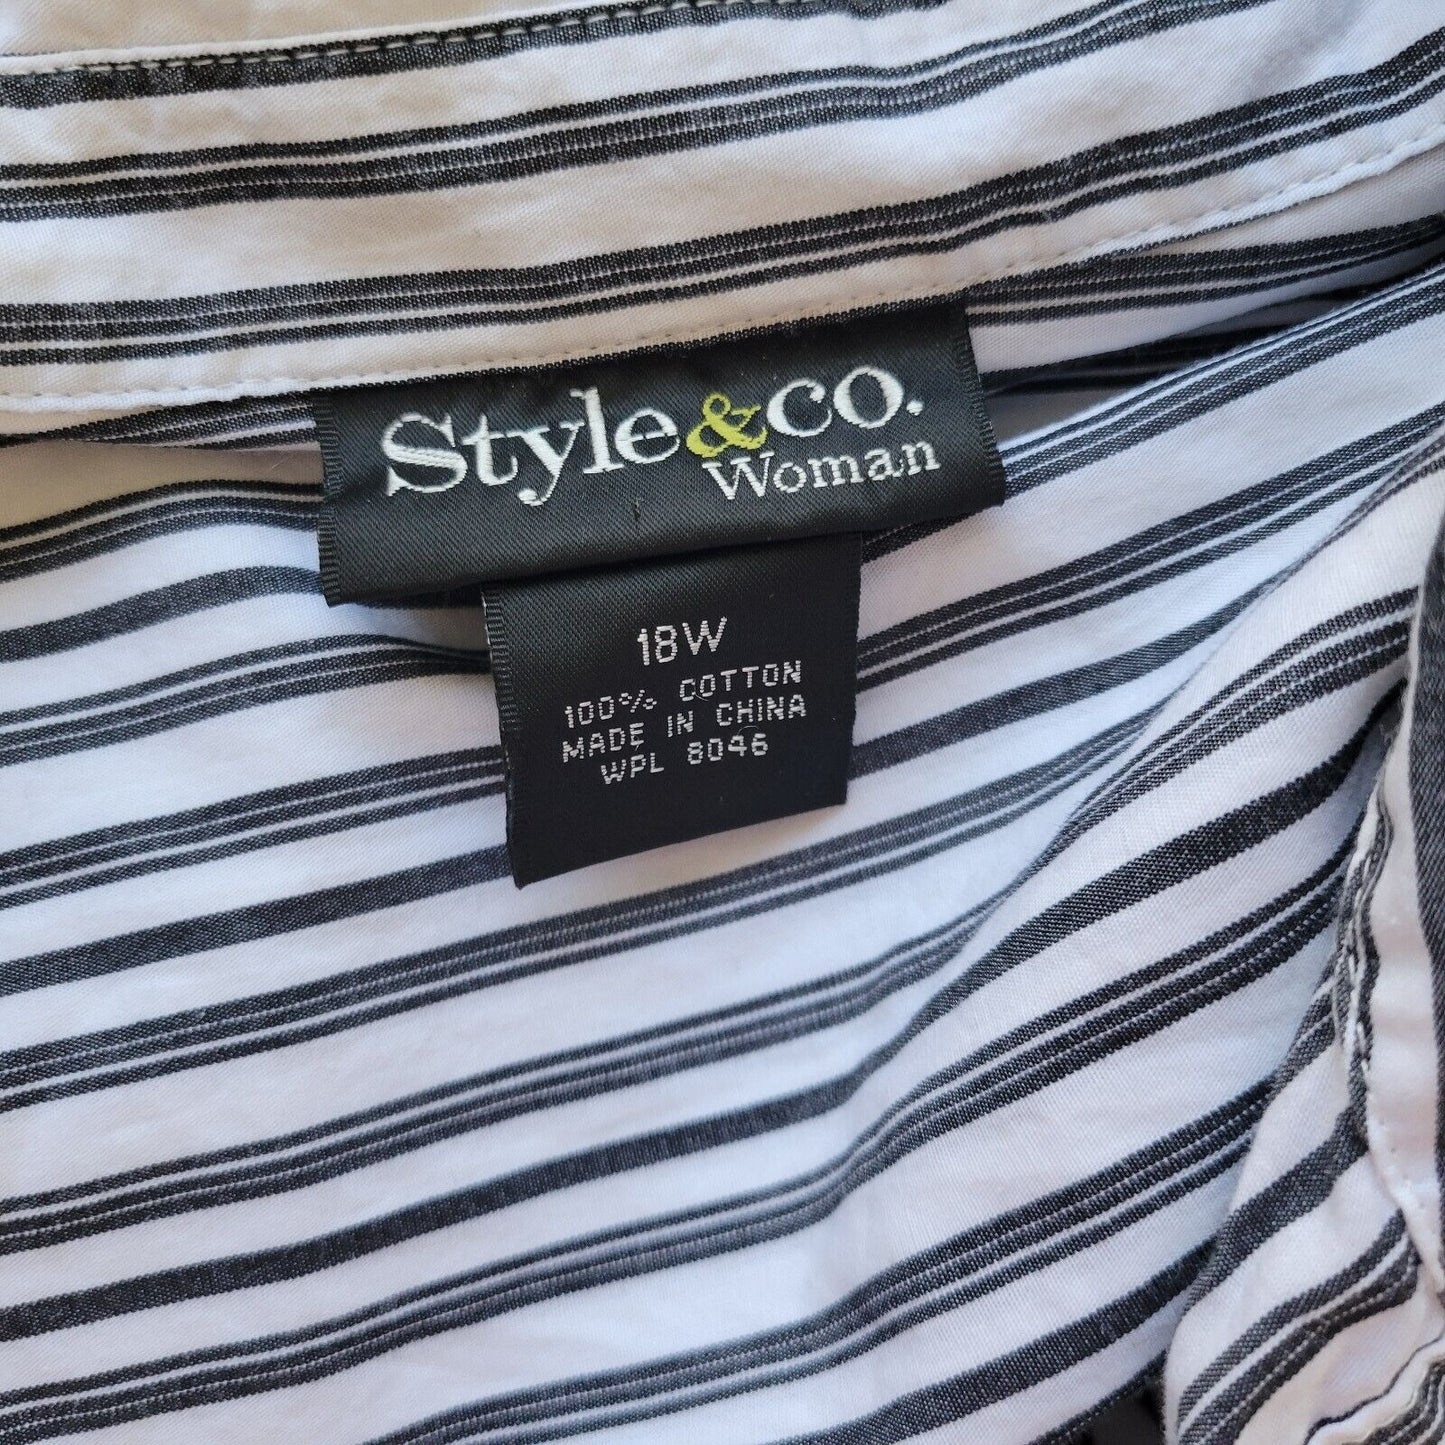 Style&co.
Woman
18W
100% COTTON
MADE IN CHINA
WPL 8046